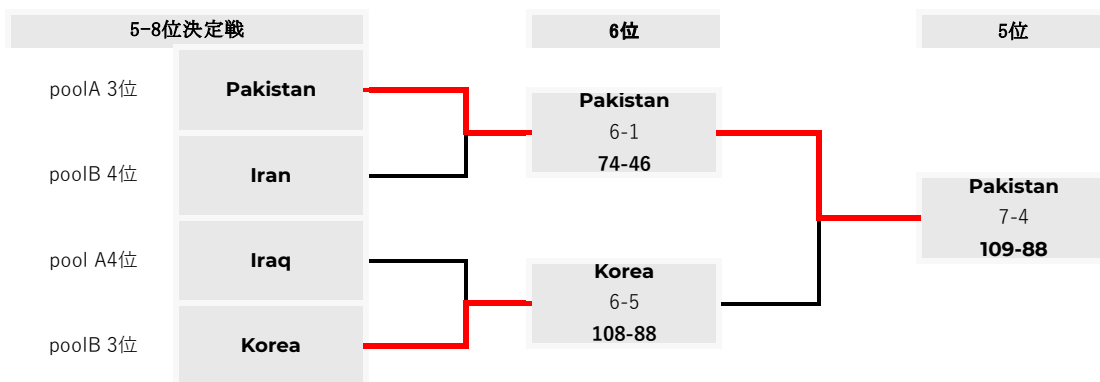 5-8位決定戦
6位
5位
poolA 3位
Pakistan
poolB 4位
Iran
pool A4位
Iraq
poolB 3位
Korea
Pakistan
6-1
74-46
Korea
6-5
108-88
Pakistan
7-4
109-88